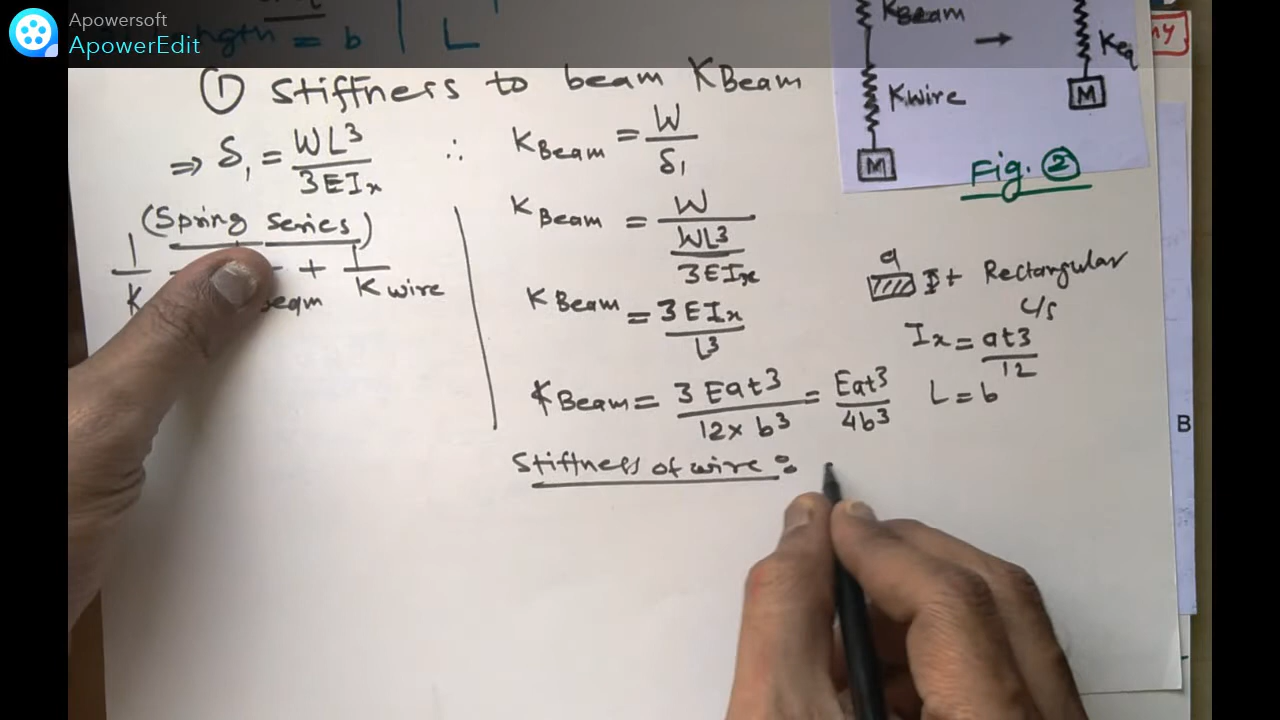 Apowersoft
ApowerEdit
length = b | L
① Stiffness to beam KBeam
⇒ δ₁ = WL³/3EIx ∴ KBeam = W/δ₁
(Spring series)
1/K + 1/Kwire
eam
KBeam = W/(WL³/3EIx)
KBeam = 3EIx/L³
KBeam = 3Eat³/12×b³ = Eat³/4b³
Stiffness of wire :
KBeam
Kwire
M
→
Keq
M
Fig. ②
a
t Rectangular
c/s
Ix = at3/12
L = b
B